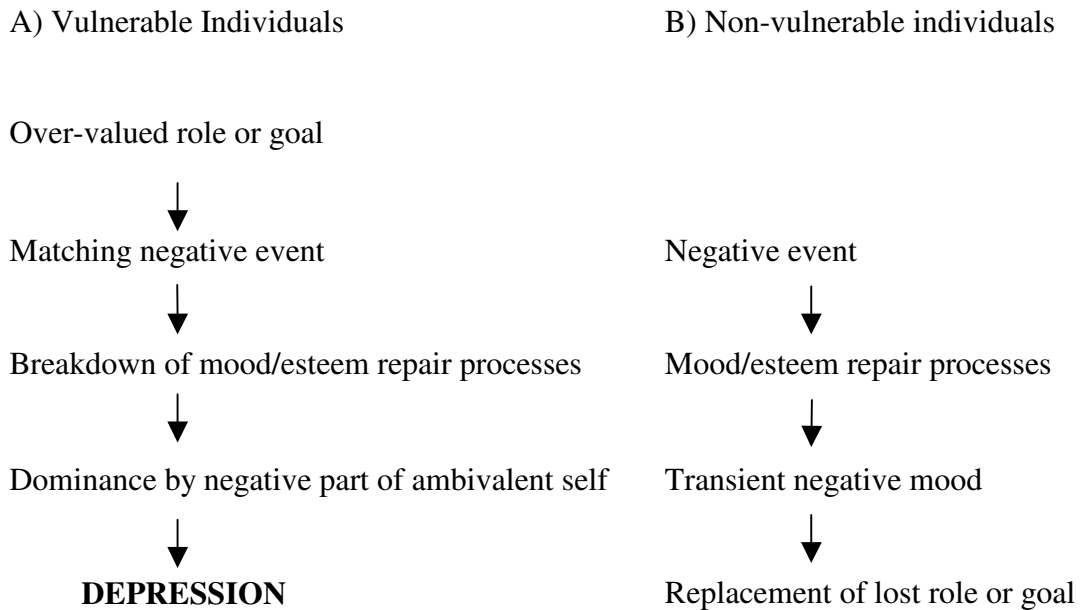 A) Vulnerable Individuals
B) Non-vulnerable individuals
Over-valued role or goal
Matching negative event
Negative event
Breakdown of mood/esteem repair processes
Mood/esteem repair processes
Dominance by negative part of ambivalent self
Transient negative mood
DEPRESSION
Replacement of lost role or goal